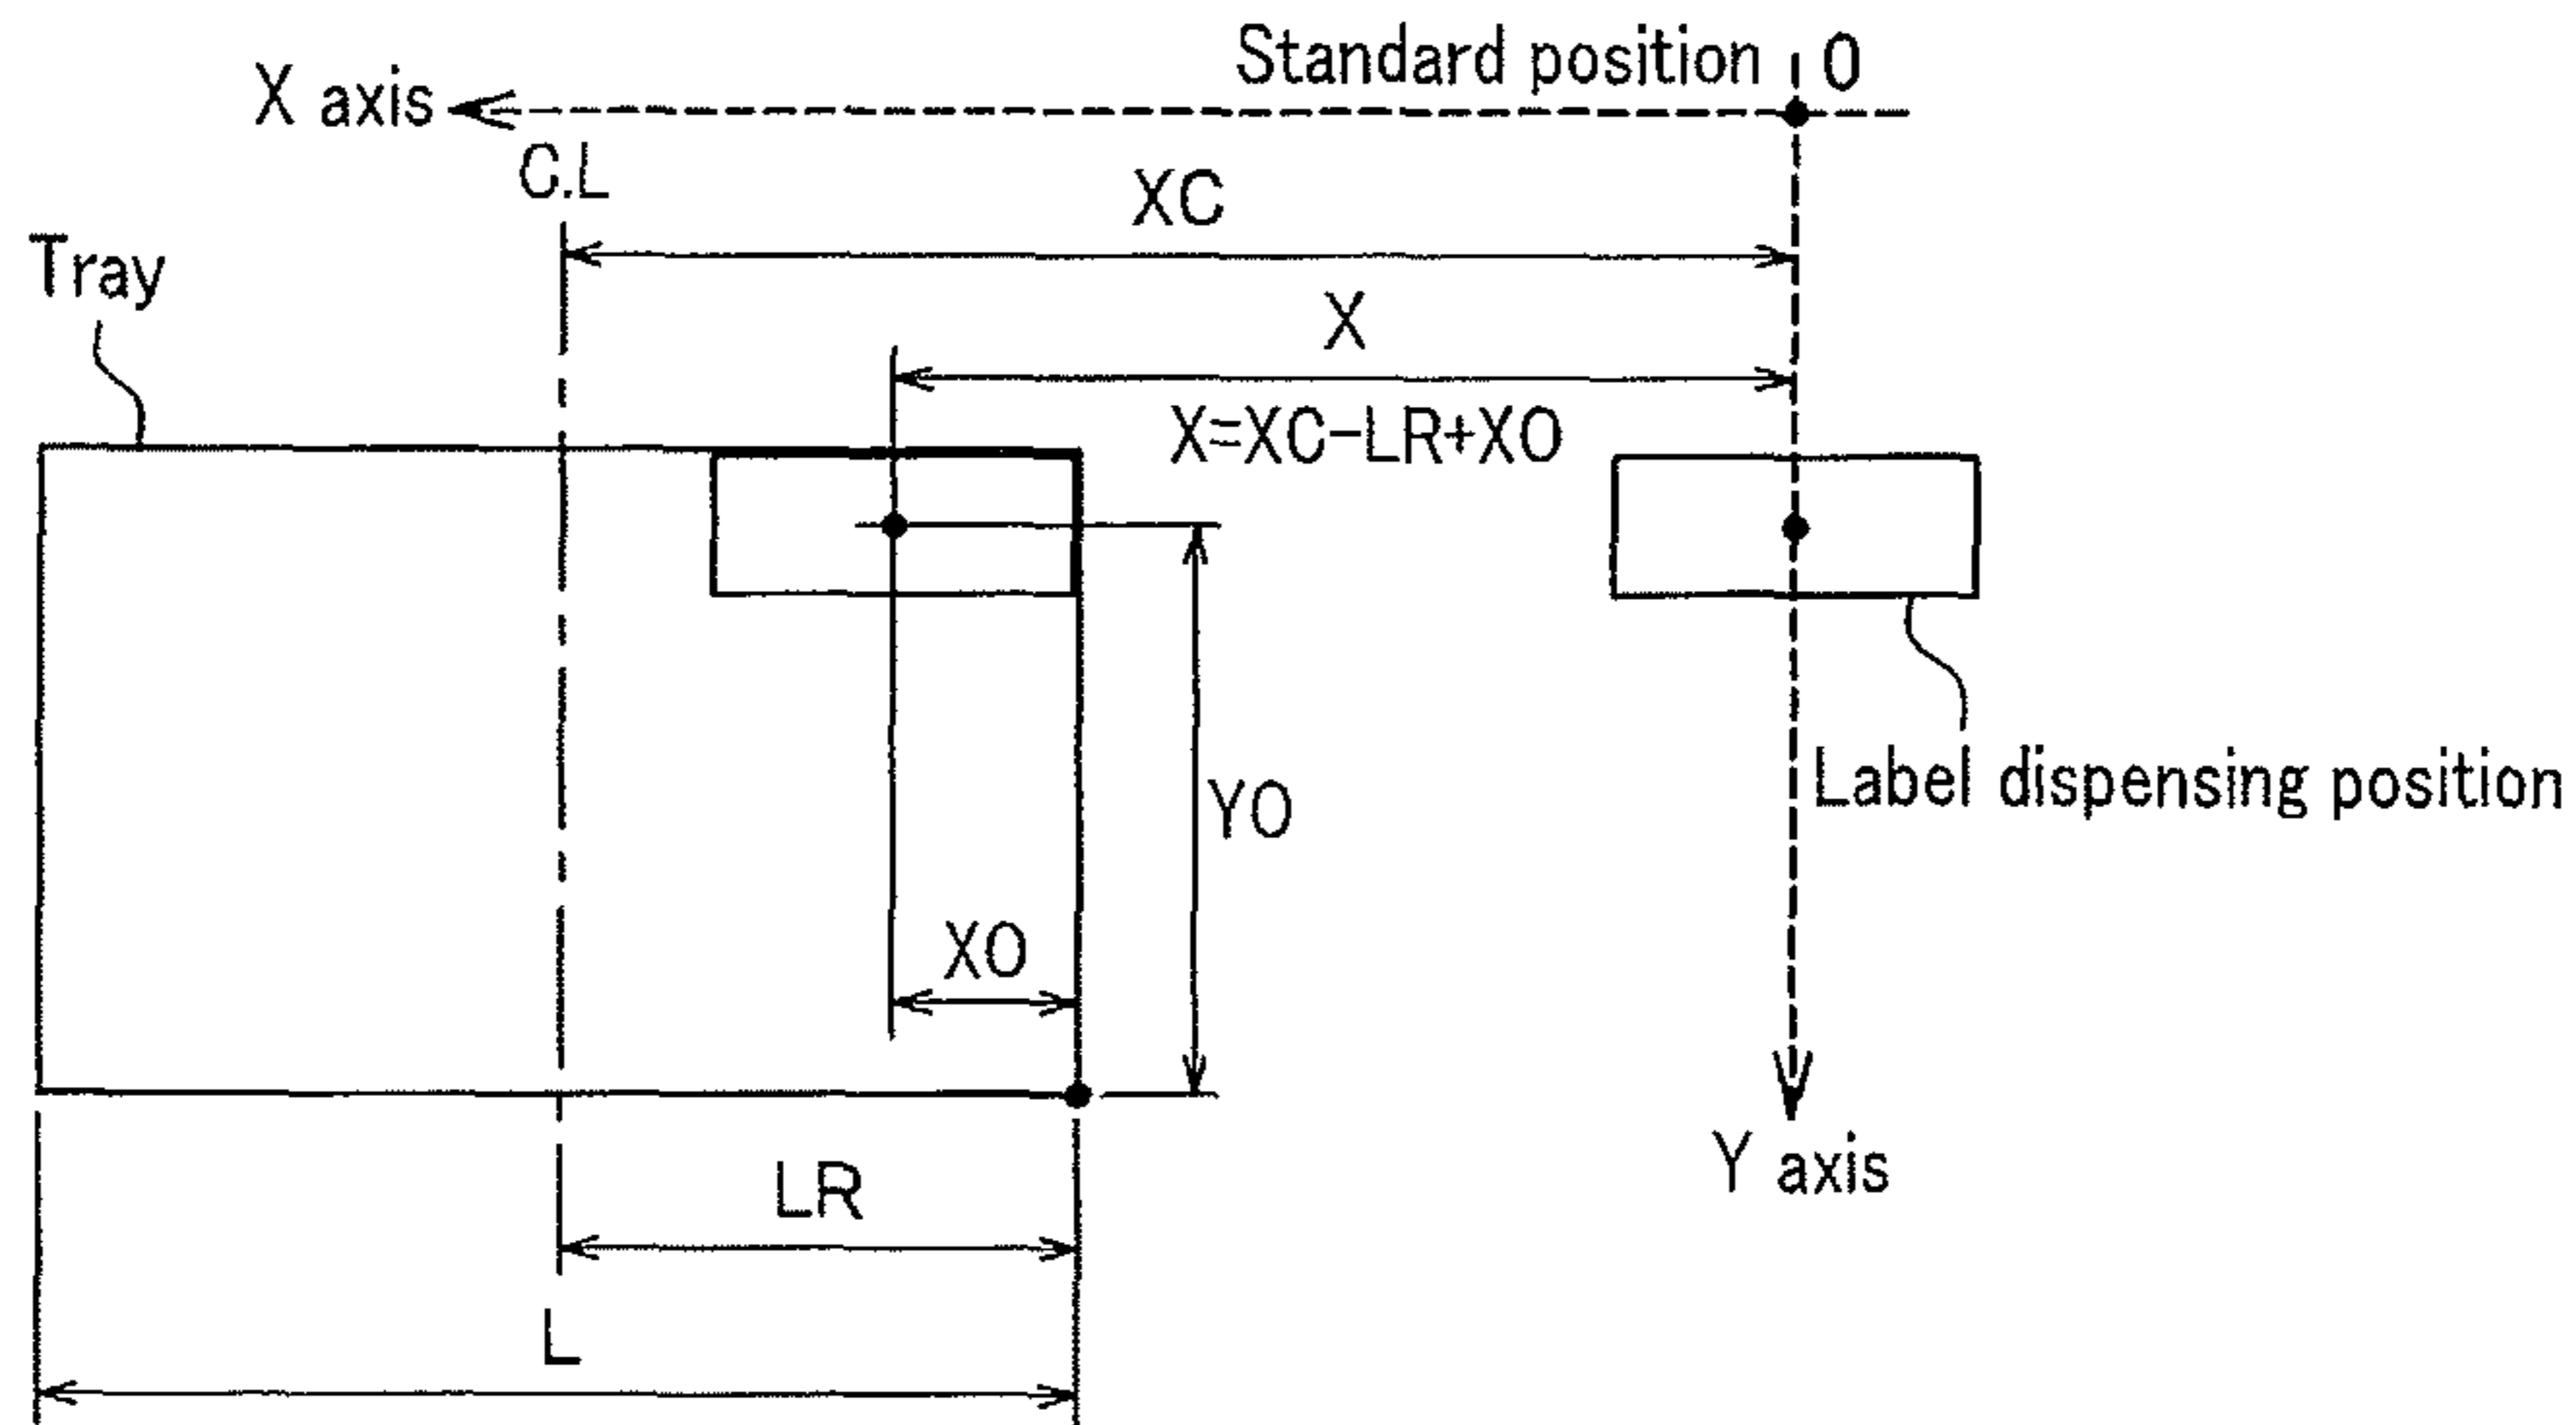 Standard position 0
X axis
C.L
XC
Tray
X
X=XC-LR+XO
YO
Label dispensing position
XO
Y axis
LR
L